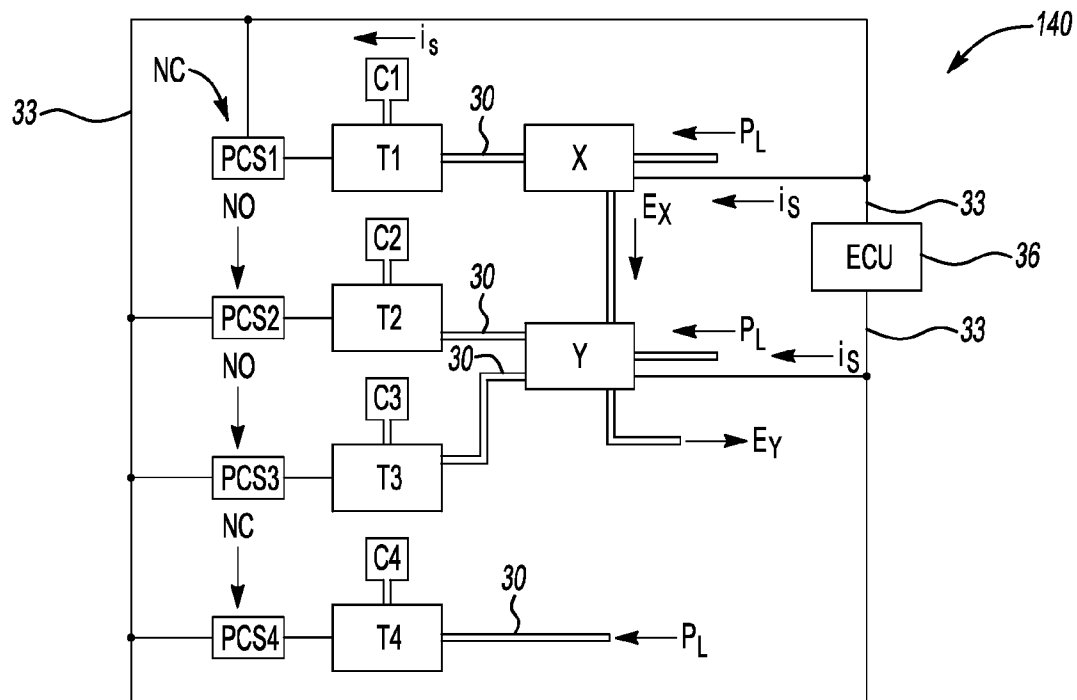 140
i_s
NC
C1
33
30
P_L
PCS1
T1
X
NO
i_S
E_X
33
C2
ECU
36
30
PCS2
T2
P_L
33
NO
30
Y
i_S
C3
E_Y
PCS3
T3
NC
C4
30
PCS4
T4
P_L